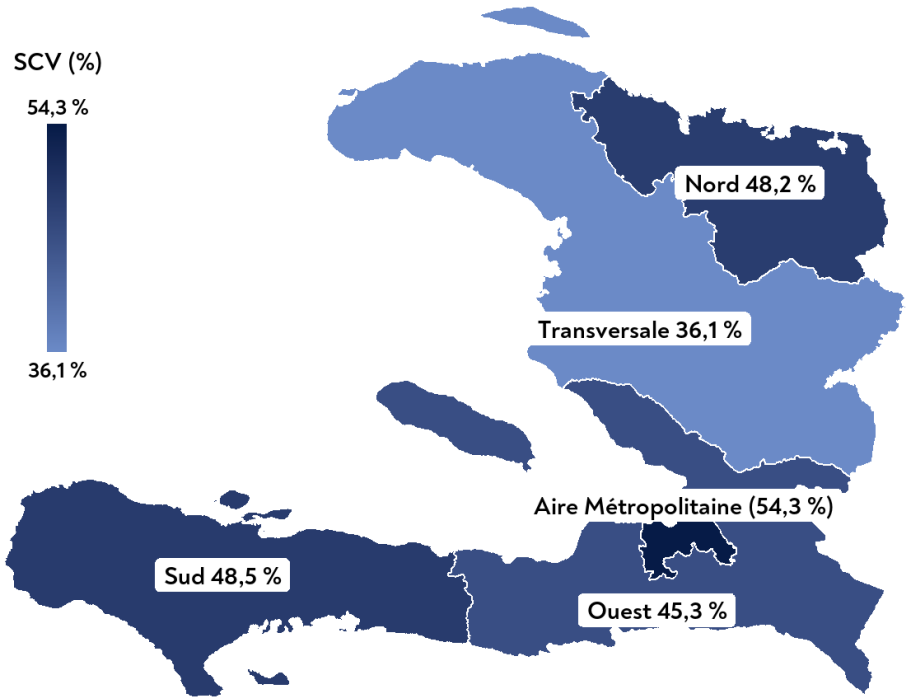 SCV (%)
54,3 %
36,1 %
Nord 48,2 %
Transversale 36,1 %
Aire Métropolitaine (54,3 %)
Sud 48,5 %
Ouest 45,3 %